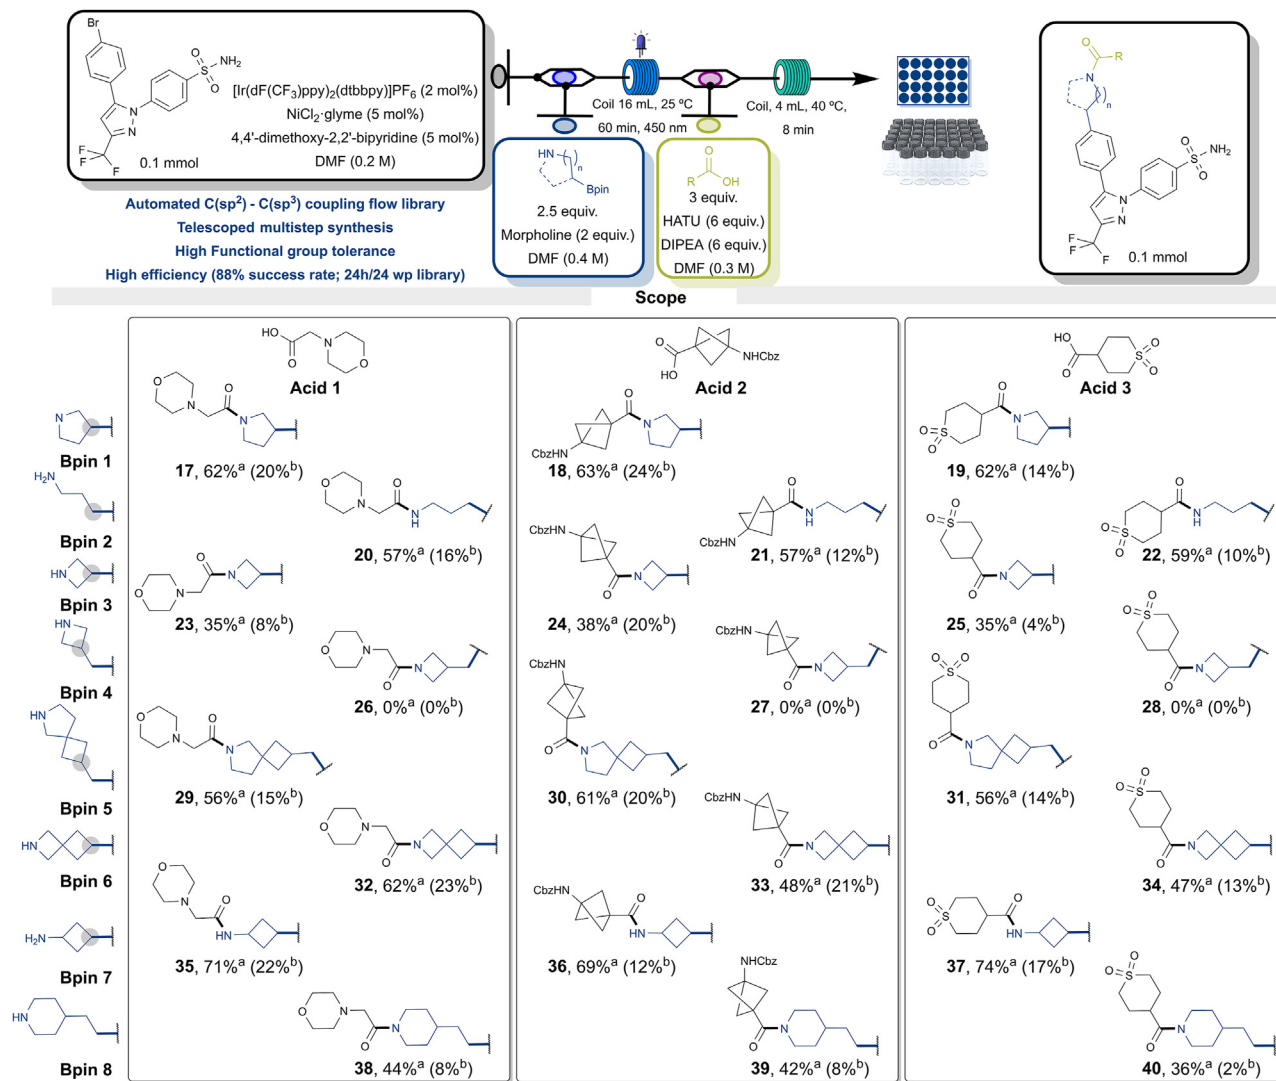 Br
NH₂
0.1 mmol
[Ir(dF(CF₃)ppy)₂(dtbbpy)]PF₆ (2 mol%)
NiCl₂·glyme (5 mol%)
4,4'-dimethoxy-2,2'-bipyridine (5 mol%)
DMF (0.2 M)
Automated C(sp²) - C(sp³) coupling flow library
Telescoped multistep synthesis
High Functional group tolerance
High efficiency (88% success rate; 24h/24 wp library)
Coil 16 mL, 25 ºC
60 min, 450 nm
Coil, 4 mL, 40 ºC,
8 min
HN
n
Bpin
2.5 equiv.
Morpholine (2 equiv.)
DMF (0.4 M)
O
R OH
3 equiv.
HATU (6 equiv.)
DIPEA (6 equiv.)
DMF (0.3 M)
O
R
N
n
NH₂
0.1 mmol
Scope
Acid 1
Acid 2
Acid 3
Bpin 1
17, 62%ᵃ (20%ᵇ)
18, 63%ᵃ (24%ᵇ)
19, 62%ᵃ (14%ᵇ)
Bpin 2
20, 57%ᵃ (16%ᵇ)
21, 57%ᵃ (12%ᵇ)
22, 59%ᵃ (10%ᵇ)
Bpin 3
23, 35%ᵃ (8%ᵇ)
24, 38%ᵃ (20%ᵇ)
25, 35%ᵃ (4%ᵇ)
Bpin 4
26, 0%ᵃ (0%ᵇ)
27, 0%ᵃ (0%ᵇ)
28, 0%ᵃ (0%ᵇ)
Bpin 5
29, 56%ᵃ (15%ᵇ)
30, 61%ᵃ (20%ᵇ)
31, 56%ᵃ (14%ᵇ)
Bpin 6
32, 62%ᵃ (23%ᵇ)
33, 48%ᵃ (21%ᵇ)
34, 47%ᵃ (13%ᵇ)
Bpin 7
35, 71%ᵃ (22%ᵇ)
36, 69%ᵃ (12%ᵇ)
37, 74%ᵃ (17%ᵇ)
Bpin 8
38, 44%ᵃ (8%ᵇ)
39, 42%ᵃ (8%ᵇ)
40, 36%ᵃ (2%ᵇ)